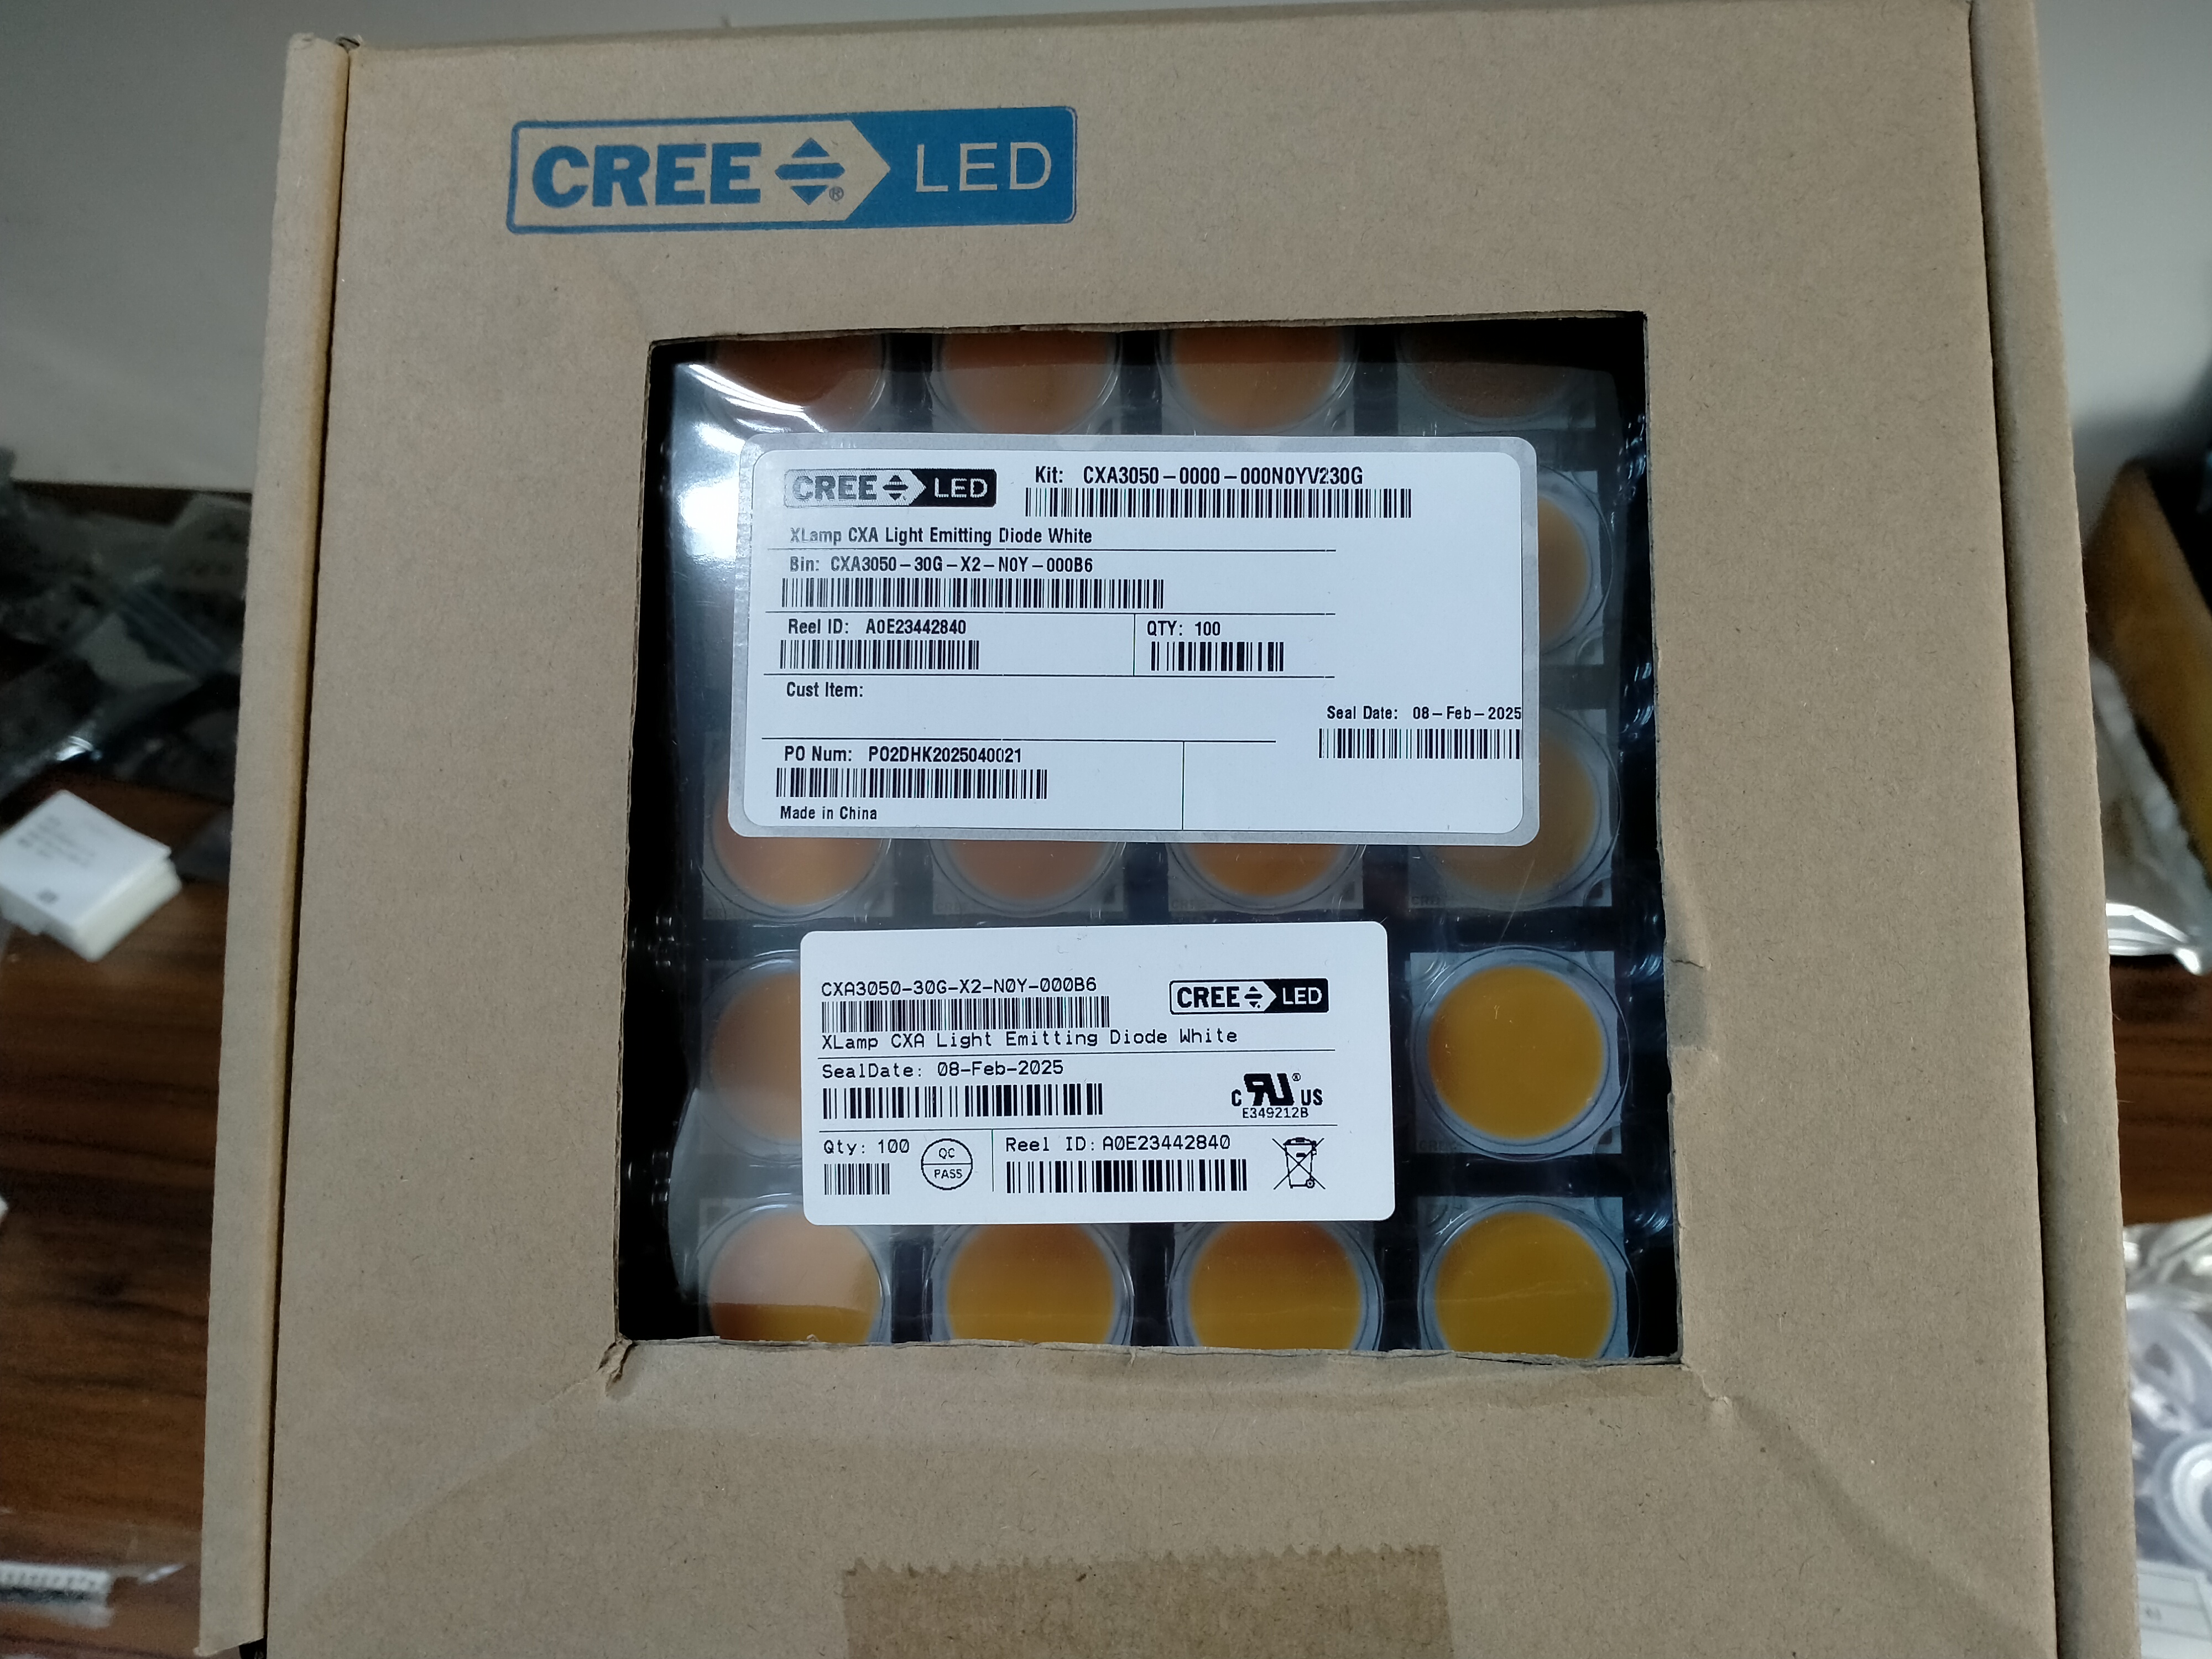 CREE ® LED
CREE LED
Kit: CXA3050-0000-000N0YV230G
XLamp CXA Light Emitting Diode White
Bin: CXA3050-30G-X2-N0Y-000B6
Reel ID: A0E23442840
QTY: 100
Cust Item:
Seal Date: 08-Feb-2025
PO Num: PO2DHK2025040021
Made in China
CXA3050-30G-X2-N0Y-000B6
CREE LED
XLamp CXA Light Emitting Diode White
SealDate: 08-Feb-2025
C RU ® US
E349212B
Qty: 100
QC
PASS
Reel ID: A0E23442840